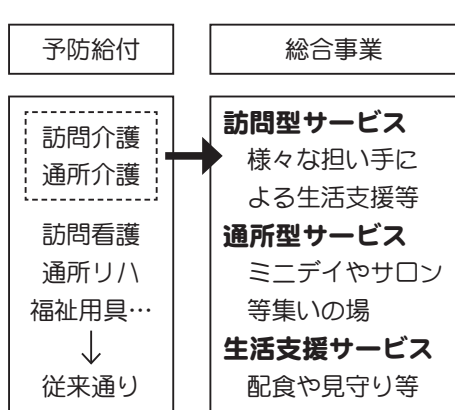 予防給付
総合事業
訪問介護
通所介護
訪問看護
通所リハ
福祉用具…
従来通り
訪問型サービス
様々な担い手に
よる生活支援等
通所型サービス
ミニデイやサロン
等集いの場
生活支援サービス
配食や見守り等